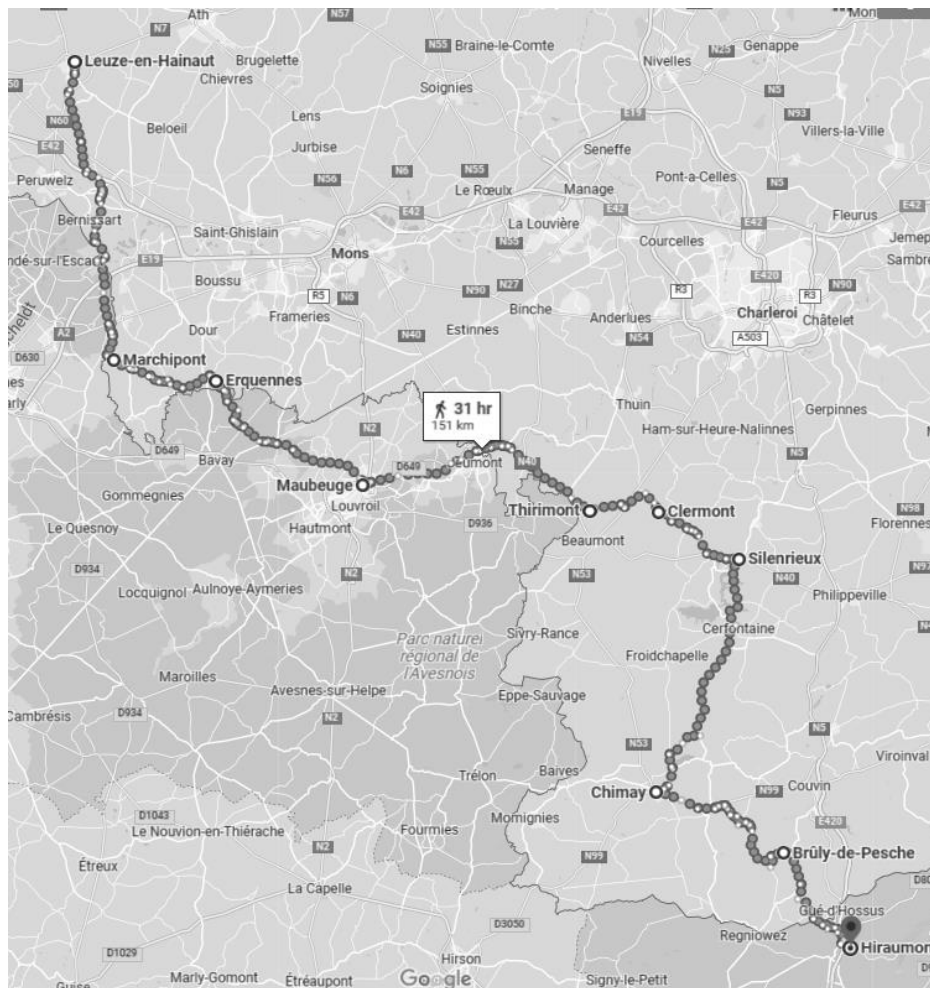 Ath
N7
N57
N55
Braine-le-Comte
N25
Genappe
Leuze-en-Hainaut
Brugelette
Chievres
Nivelles
Soignies
N5
N60
Beloeil
Lens
E19
N93
Villers-la-Ville
E42
Jurbise
Seneffe
N56
N6
N55
Pont-a-Celles
N5
Peruwelz
Le Rœulx
Manage
E42
E42
Bernissart
Saint-Ghislain
La Louvière
E42
Fleurus
E42
Mons
N55
Courcelles
E19
Boussu
R5
N6
N90
N27
R3
E420
R3
N90
Frameries
Binche
Charleroi
Anderlues
Châtelet
A2
Dour
Estinnes
N40
N54
A503
D630
Marchipont
Erquennes
31 hr
151 km
Thuin
Gerpinnes
N2
Ham-sur-Heure-Nalinnes
D649
Bavay
D649
N40
N5
Maubeuge
Louvroil
Gommegnies
Hautmont
D936
Thirimont
Clermont
N98
Florennes
Le Quesnoy
Beaumont
D934
N2
N53
Silenrieux
N40
Aulnoye-Aymeries
Locquignol
Philippeville
Cerfontaine
Sivry-Rance
Parc naturel
régional de
l'Avesnois
Froidchapelle
Maroilles
Avesnes-sur-Helpe
Eppe-Sauvage
Cambrésis
D934
N2
N53
N5
Trélon
Baives
Chimay
N99
Couvin
Momignies
D1043
E420
Le Nouvion-en-Thiérache
Fourmies
N2
Étreux
N99
Brûly-de-Pesche
La Capelle
Gué-d'Hossus
D3050
Regniowez
D1029
Hirson
Hiraumon
Marly-Gomont
Étréaupont
Google
Signy-le-Petit